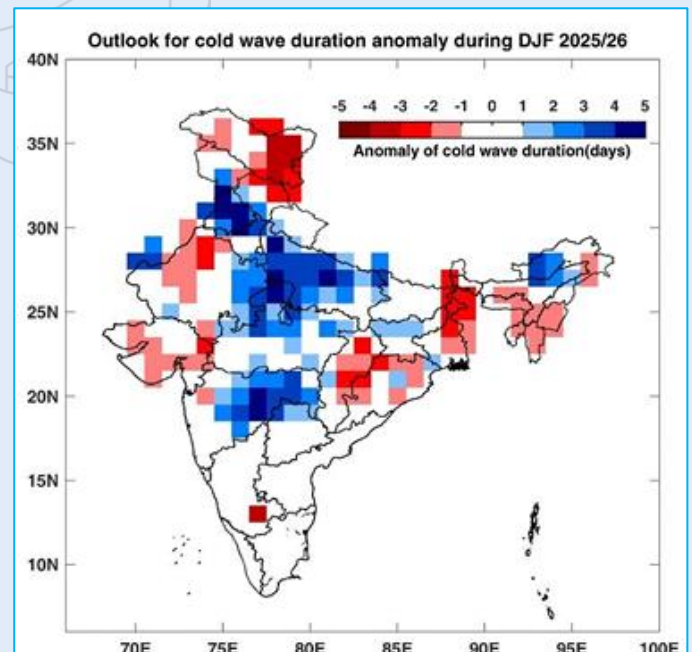 Outlook for cold wave duration anomaly during DJF 2025/26
40N
-5 -4 -3 -2 -1 0 1 2 3 4 5
Anomaly of cold wave duration(days)
35N
30N
25N
20N
15N
10N
70E 75E 80E 85E 90E 95E 100E